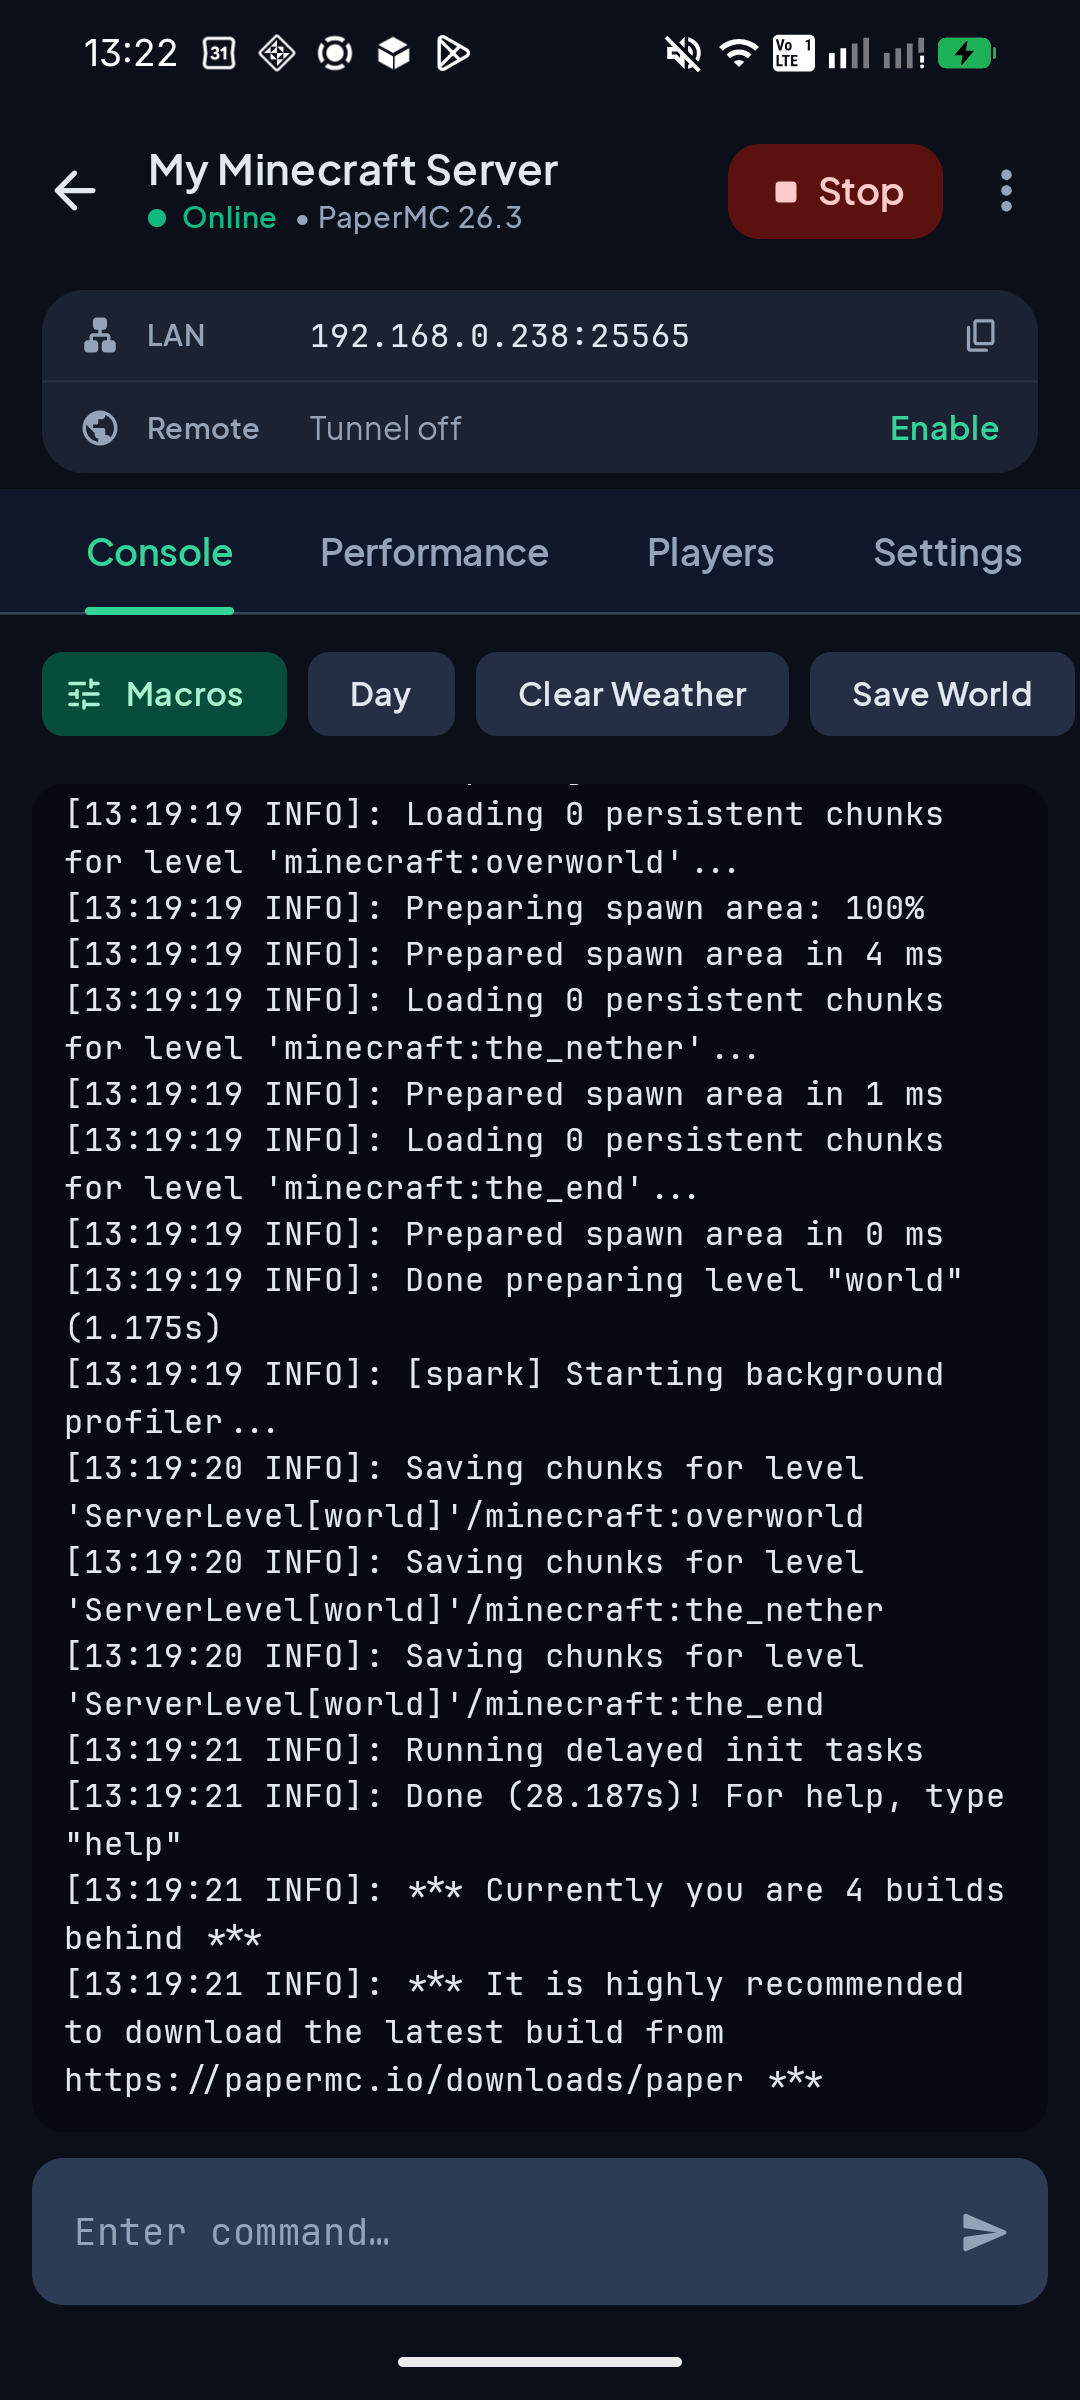 13:22
31
Vo 1
LTE
My Minecraft Server
Online • PaperMC 26.3
Stop
LAN 192.168.0.238:25565
Remote Tunnel off Enable
Console Performance Players Settings
Macros Day Clear Weather Save World
[13:19:19 INFO]: Loading 0 persistent chunks
for level 'minecraft:overworld'...
[13:19:19 INFO]: Preparing spawn area: 100%
[13:19:19 INFO]: Prepared spawn area in 4 ms
[13:19:19 INFO]: Loading 0 persistent chunks
for level 'minecraft:the_nether'...
[13:19:19 INFO]: Prepared spawn area in 1 ms
[13:19:19 INFO]: Loading 0 persistent chunks
for level 'minecraft:the_end'...
[13:19:19 INFO]: Prepared spawn area in 0 ms
[13:19:19 INFO]: Done preparing level "world"
(1.175s)
[13:19:19 INFO]: [spark] Starting background
profiler...
[13:19:20 INFO]: Saving chunks for level
'ServerLevel[world]'/minecraft:overworld
[13:19:20 INFO]: Saving chunks for level
'ServerLevel[world]'/minecraft:the_nether
[13:19:20 INFO]: Saving chunks for level
'ServerLevel[world]'/minecraft:the_end
[13:19:21 INFO]: Running delayed init tasks
[13:19:21 INFO]: Done (28.187s)! For help, type
"help"
[13:19:21 INFO]: *** Currently you are 4 builds
behind ***
[13:19:21 INFO]: *** It is highly recommended
to download the latest build from
https://papermc.io/downloads/paper ***
Enter command…